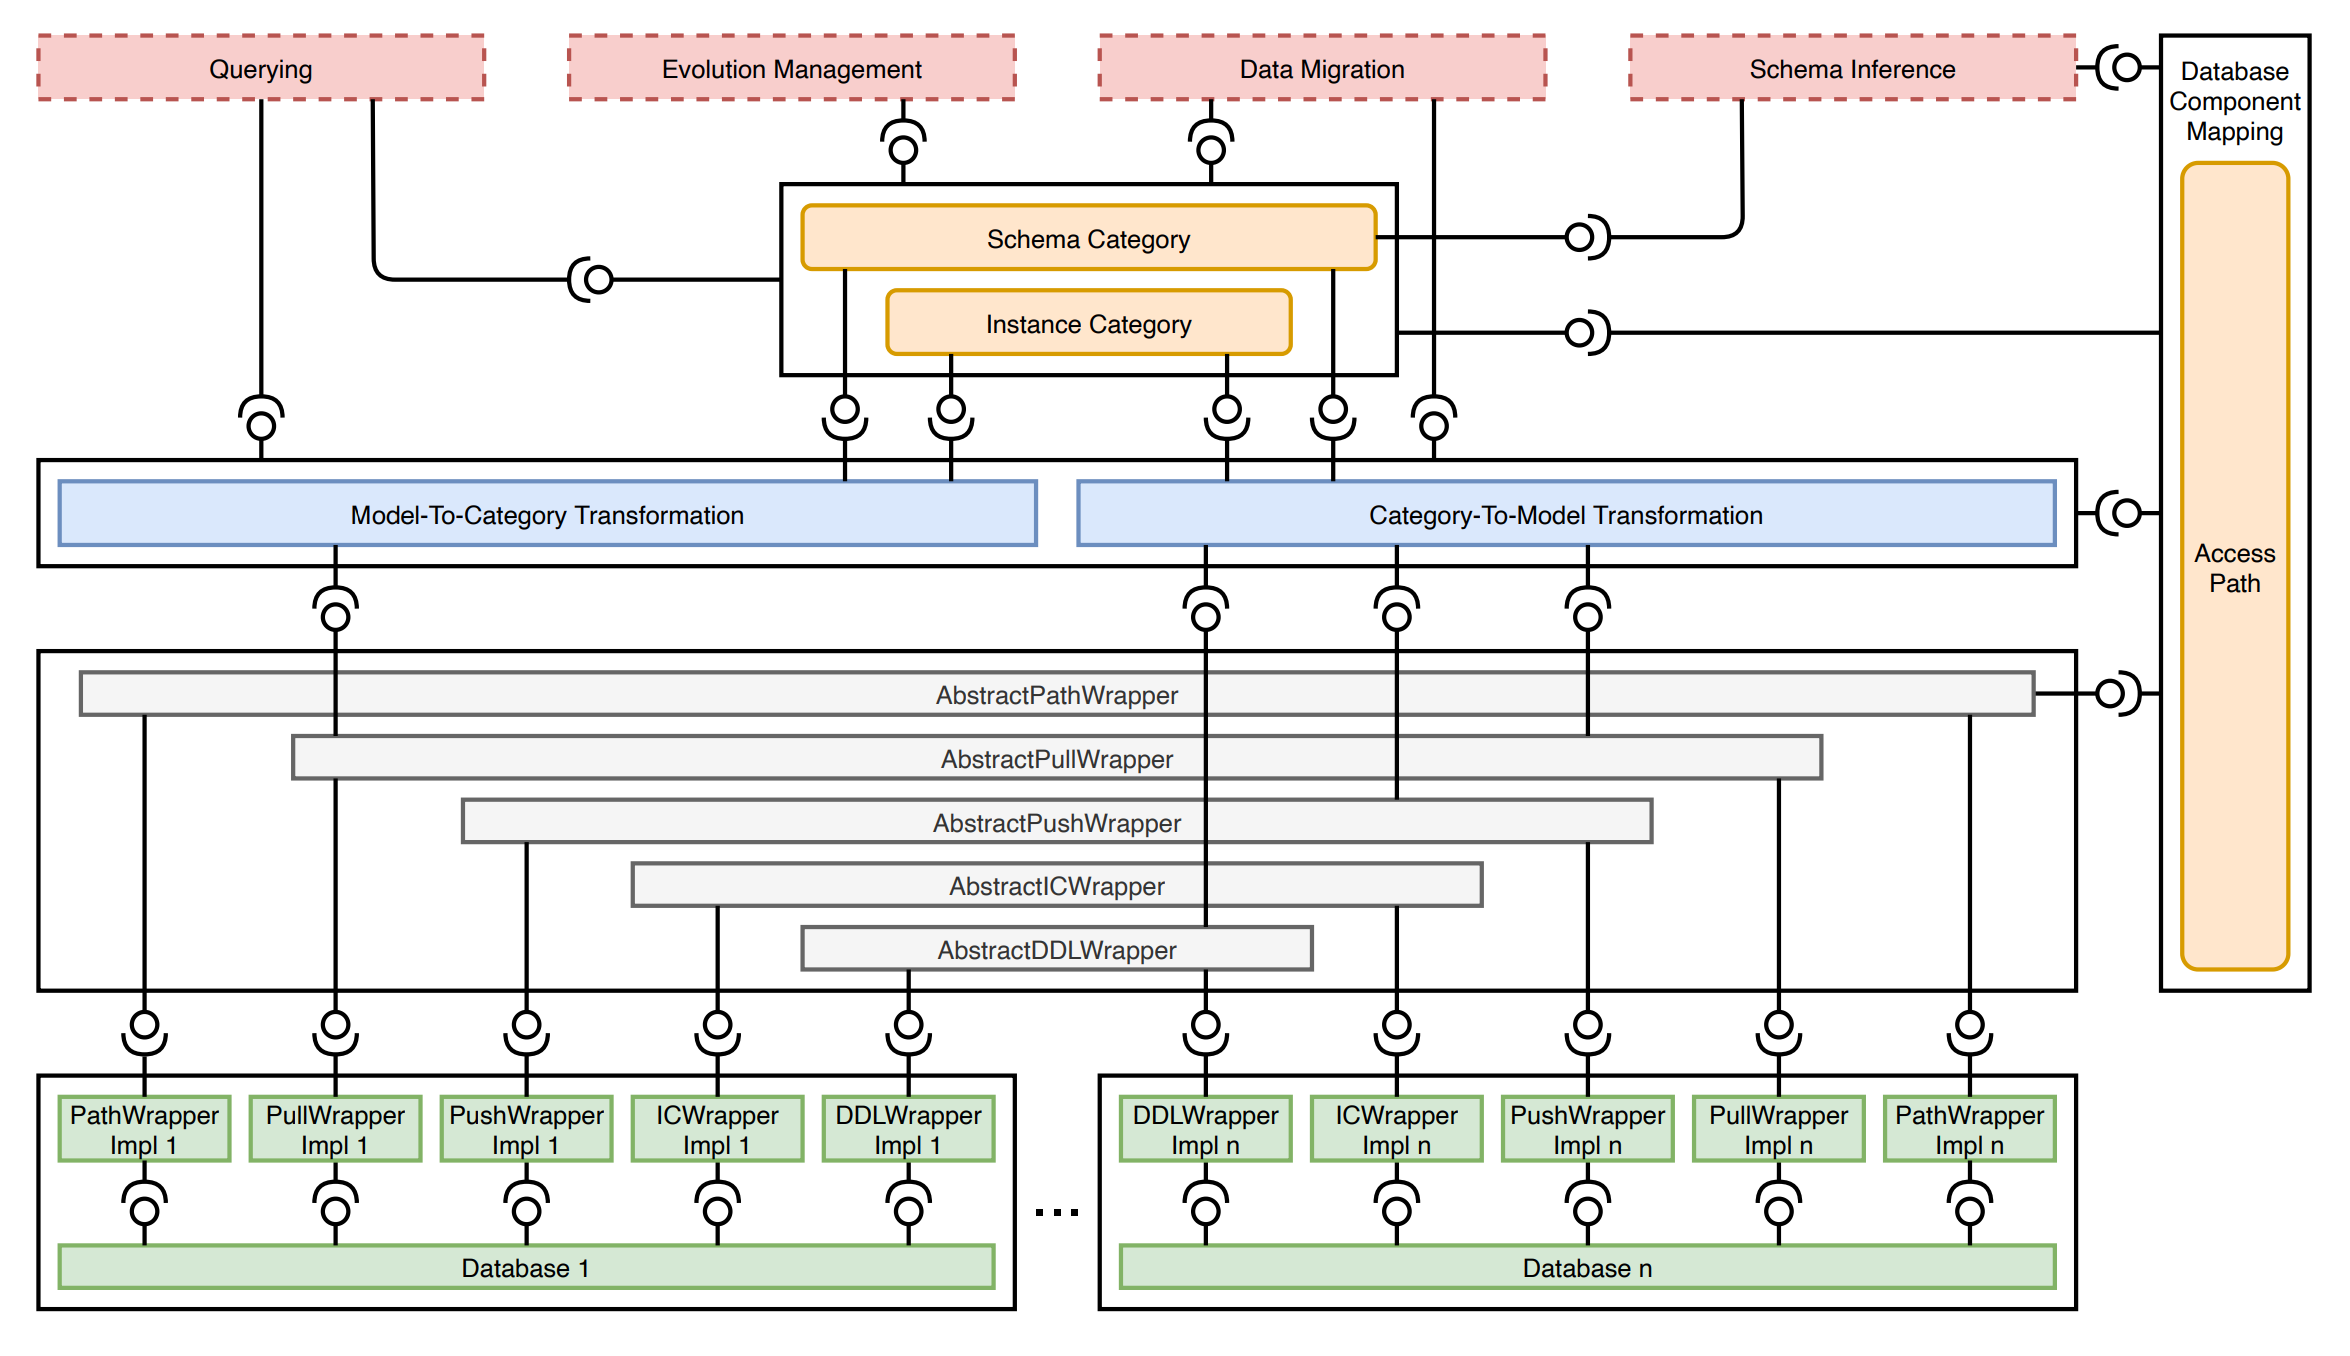 Querying
Evolution Management
Data Migration
Schema Inference
Database
Component
Mapping
Schema Category
Instance Category
Model-To-Category Transformation
Category-To-Model Transformation
Access
Path
AbstractPathWrapper
AbstractPullWrapper
AbstractPushWrapper
AbstractICWrapper
AbstractDDLWrapper
PathWrapper
Impl 1
PullWrapper
Impl 1
PushWrapper
Impl 1
ICWrapper
Impl 1
DDLWrapper
Impl 1
DDLWrapper
Impl n
ICWrapper
Impl n
PushWrapper
Impl n
PullWrapper
Impl n
PathWrapper
Impl n
...
Database 1
Database n